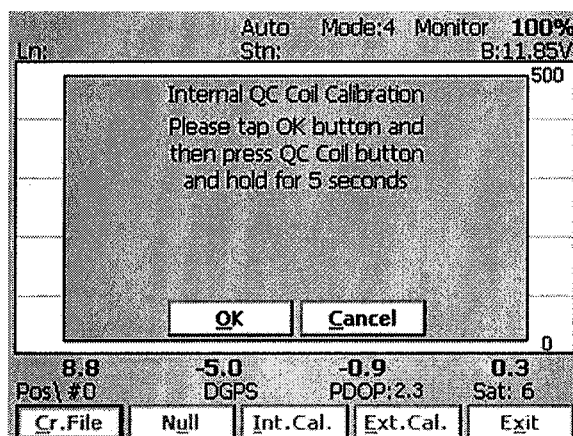 Auto Mode:4 Monitor 100%
Ln: Stn: B:11.85V
500
Internal QC Coil Calibration
Please tap OK button and
then press QC Coil button
and hold for 5 seconds
OK Cancel
0
8.8 -5.0 -0.9 0.3
Pos\ #0 DGPS PDOP:2.3 Sat: 6
Cr.File Null Int.Cal. Ext.Cal. Exit